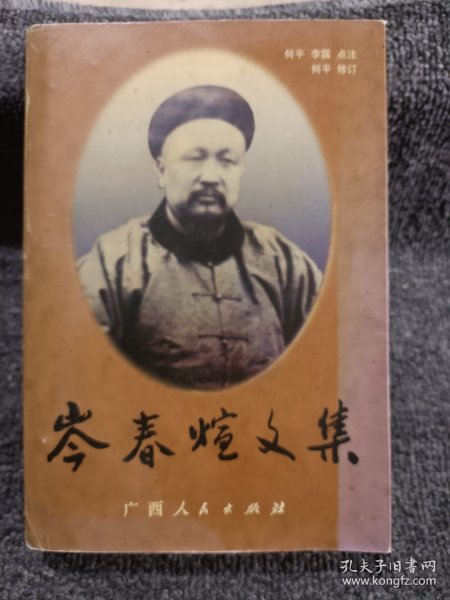 何平 李露 点注
何平 修订
岑春煊文集
广西人民出版社
孔夫子旧书网
www.kongfz.com